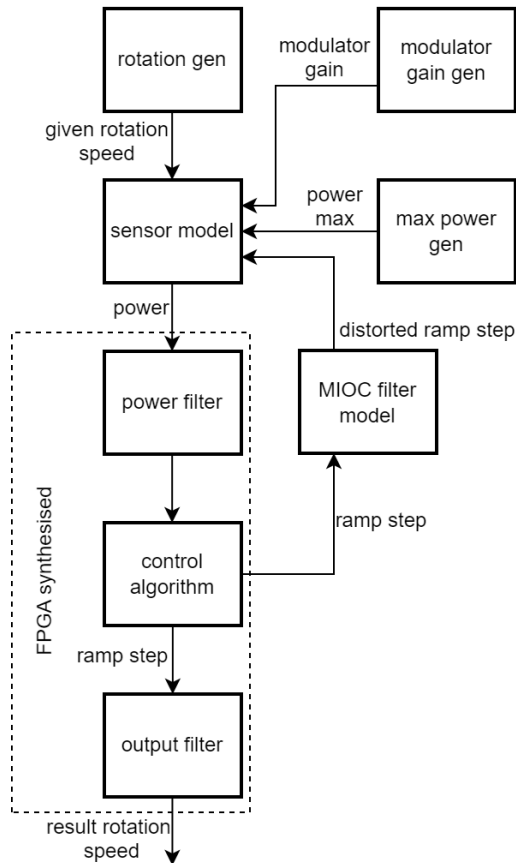 rotation gen
modulator
gain
modulator
gain gen
given rotation
speed
sensor model
power
max
max power
gen
power
distorted ramp step
power filter
MIOC filter
model
FPGA synthesised
control
algorithm
ramp step
ramp step
output filter
result rotation
speed